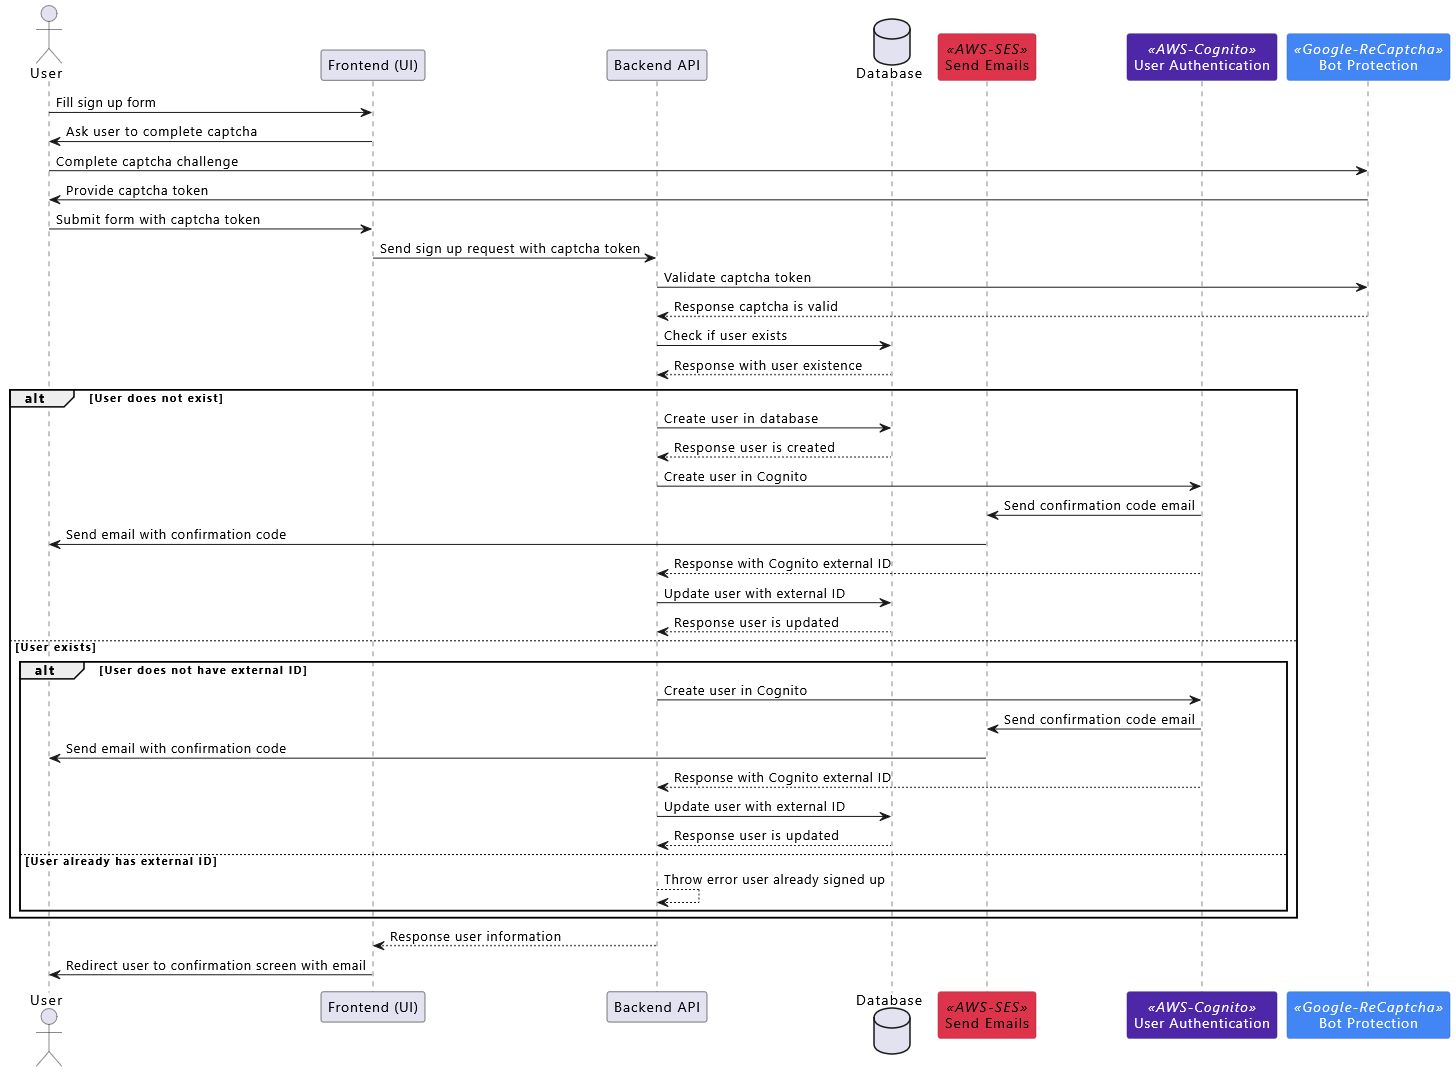 User
Frontend (UI)
Backend API
Database
«AWS-SES»
Send Emails
«AWS-Cognito»
User Authentication
«Google-ReCaptcha»
Bot Protection
Fill sign up form
Ask user to complete captcha
Complete captcha challenge
Provide captcha token
Submit form with captcha token
Send sign up request with captcha token
Validate captcha token
Response captcha is valid
Check if user exists
Response with user existence
alt [User does not exist]
Create user in database
Response user is created
Create user in Cognito
Send confirmation code email
Send email with confirmation code
Response with Cognito external ID
Update user with external ID
Response user is updated
[User exists]
alt [User does not have external ID]
Create user in Cognito
Send confirmation code email
Send email with confirmation code
Response with Cognito external ID
Update user with external ID
Response user is updated
[User already has external ID]
Throw error user already signed up
Response user information
Redirect user to confirmation screen with email
User
Frontend (UI)
Backend API
Database
«AWS-SES»
Send Emails
«AWS-Cognito»
User Authentication
«Google-ReCaptcha»
Bot Protection